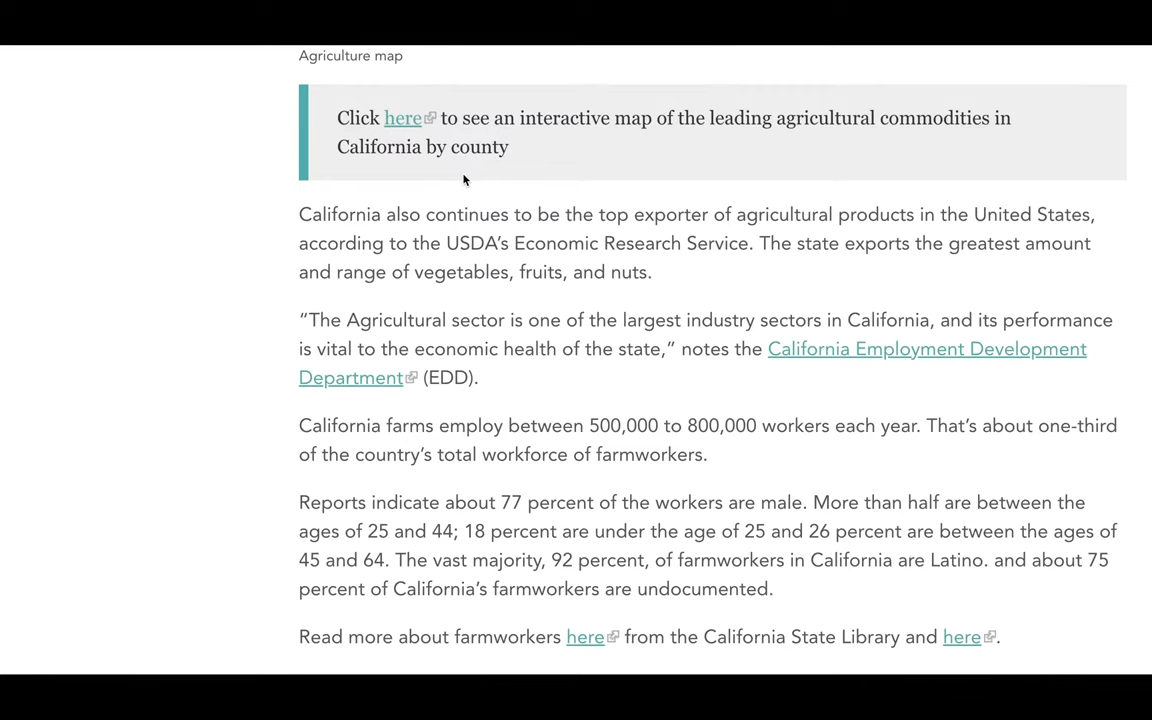 Agriculture map
Click here to see an interactive map of the leading agricultural commodities in
California by county
California also continues to be the top exporter of agricultural products in the United States,
according to the USDA’s Economic Research Service. The state exports the greatest amount
and range of vegetables, fruits, and nuts.
“The Agricultural sector is one of the largest industry sectors in California, and its performance
is vital to the economic health of the state,” notes the California Employment Development
Department (EDD).
California farms employ between 500,000 to 800,000 workers each year. That’s about one-third
of the country’s total workforce of farmworkers.
Reports indicate about 77 percent of the workers are male. More than half are between the
ages of 25 and 44; 18 percent are under the age of 25 and 26 percent are between the ages of
45 and 64. The vast majority, 92 percent, of farmworkers in California are Latino. and about 75
percent of California’s farmworkers are undocumented.
Read more about farmworkers here from the California State Library and here.